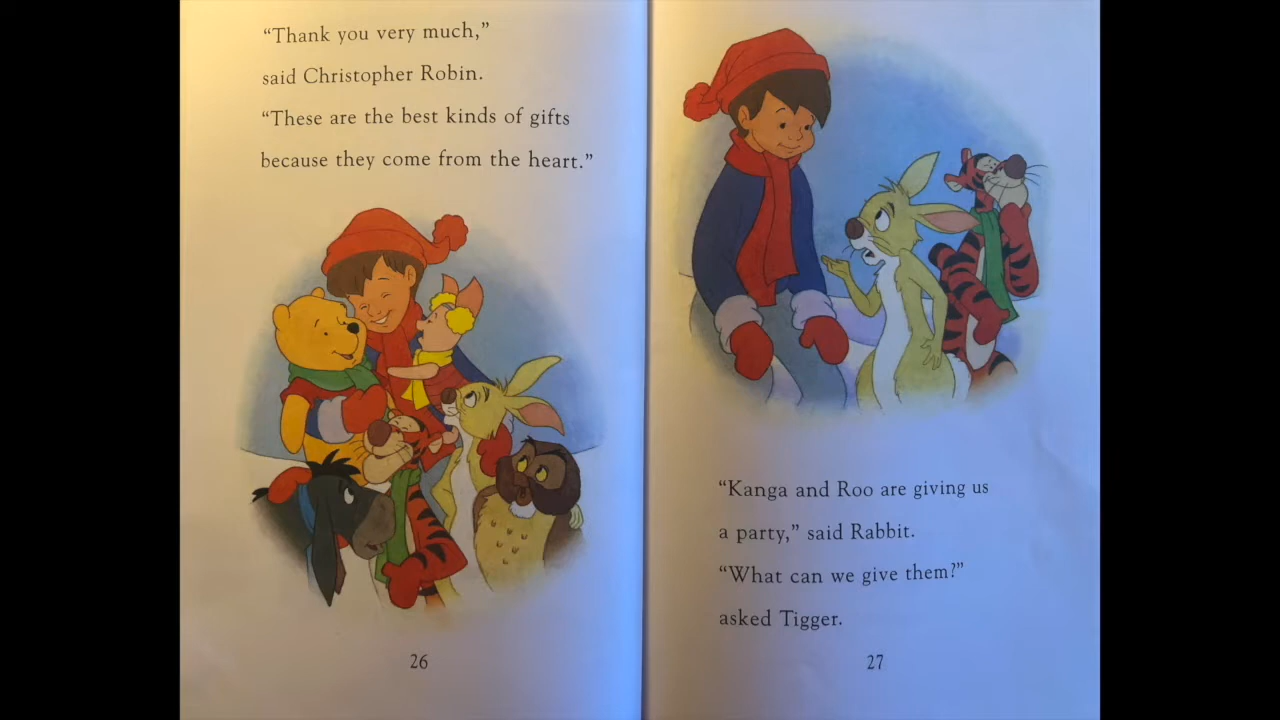 “Thank you very much,”
said Christopher Robin.
“These are the best kinds of gifts
because they come from the heart.”
26
“Kanga and Roo are giving us
a party,” said Rabbit.
“What can we give them?”
asked Tigger.
27